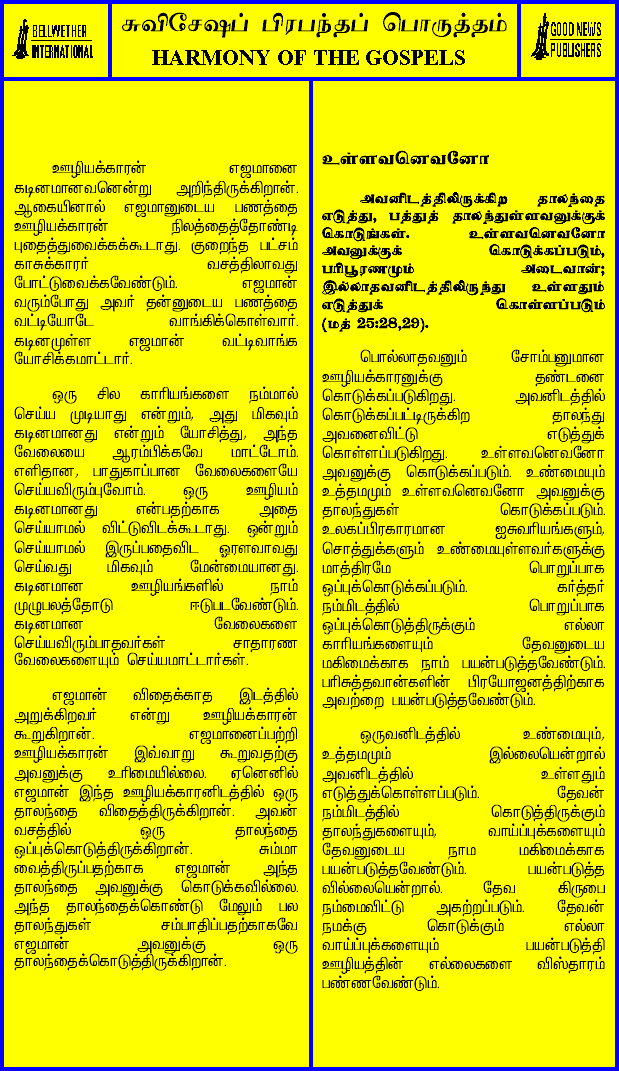 BELLWETHER
INTERNATIONAL
சுவிசேஷப் பிரபந்தப் பொருத்தம்
HARMONY OF THE GOSPELS
GOOD NEWS
PUBLISHERS
ஊழியக்காரன் எஜமானை
கடினமானவனென்று அறிந்திருக்கிறான்.
ஆகையினால் எஜமானுடைய பணத்தை
ஊழியக்காரன் நிலத்தைத்தோண்டி
புதைத்துவைக்கக்கூடாது. குறைந்த பட்சம்
காசுக்காரர் வசத்திலாவது
போட்டுவைக்கவேண்டும். எஜமான்
வரும்போது அவர் தன்னுடைய பணத்தை
வட்டியோடே வாங்கிக்கொள்வார்.
கடினமுள்ள எஜமான் வட்டிவாங்க
யோசிக்கமாட்டார்.
ஒரு சில காரியங்களை நம்மால்
செய்ய முடியாது என்றும், அது மிகவும்
கடினமானது என்றும் யோசித்து, அந்த
வேலையை ஆரம்பிக்கவே மாட்டோம்.
எளிதான, பாதுகாப்பான வேலைகளையே
செய்யவிரும்புவோம். ஒரு ஊழியம்
கடினமானது என்பதற்காக அதை
செய்யாமல் விட்டுவிடக்கூடாது. ஒன்றும்
செய்யாமல் இருப்பதைவிட ஓரளவாவது
செய்வது மிகவும் மேன்மையானது.
கடினமான ஊழியங்களில் நாம்
முழுபலத்தோடு ஈடுபடவேண்டும்.
கடினமான வேலைகளை
செய்யவிரும்பாதவர்கள் சாதாரண
வேலைகளையும் செய்யமாட்டார்கள்.
எஜமான் விதைக்காத இடத்தில்
அறுக்கிறவர் என்று ஊழியக்காரன்
கூறுகிறான். எஜமானைப்பற்றி
ஊழியக்காரன் இவ்வாறு கூறுவதற்கு
அவனுக்கு உரிமையில்லை. ஏனெனில்
எஜமான் இந்த ஊழியக்காரனிடத்தில் ஒரு
தாலந்தை விதைத்திருக்கிறான். அவன்
வசத்தில் ஒரு தாலந்தை
ஒப்புக்கொடுத்திருக்கிறான். சும்மா
வைத்திருப்பதற்காக எஜமான் அந்த
தாலந்தை அவனுக்கு கொடுக்கவில்லை.
அந்த தாலந்தைக்கொண்டு மேலும் பல
தாலந்துகள் சம்பாதிப்பதற்காகவே
எஜமான் அவனுக்கு ஒரு
தாலந்தைக்கொடுத்திருக்கிறான்.
உள்ளவனெவனோ
அவனிடத்திலிருக்கிற தாலந்தை
எடுத்து, பத்துத் தாலந்துள்ளவனுக்குக்
கொடுங்கள். உள்ளவனெவனோ
அவனுக்குக் கொடுக்கப்படும்,
பரிபூரணமும் அடைவான்;
இல்லாதவனிடத்திலிருந்து உள்ளதும்
எடுத்துக் கொள்ளப்படும்
(மத் 25:28,29).
பொல்லாதவனும் சோம்பனுமான
ஊழியக்காரனுக்கு தண்டனை
கொடுக்கப்படுகிறது. அவனிடத்தில்
கொடுக்கப்பட்டிருக்கிற தாலந்து
அவனைவிட்டு எடுத்துக்
கொள்ளப்படுகிறது. உள்ளவனெவனோ
அவனுக்கு கொடுக்கப்படும். உண்மையும்
உத்தமமும் உள்ளவனெவனோ அவனுக்கு
தாலந்துகள் கொடுக்கப்படும்.
உலகப்பிரகாரமான ஐசுவரியங்களும்,
சொத்துக்களும் உண்மையுள்ளவர்களுக்கு
மாத்திரமே பொறுப்பாக
ஒப்புக்கொடுக்கப்படும். கர்த்தர்
நம்மிடத்தில் பொறுப்பாக
ஒப்புக்கொடுத்திருக்கும் எல்லா
காரியங்களையும் தேவனுடைய
மகிமைக்காக நாம் பயன்படுத்தவேண்டும்.
பரிசுத்தவான்களின் பிரயோஜனத்திற்காக
அவற்றை பயன்படுத்தவேண்டும்.
ஒருவனிடத்தில் உண்மையும்,
உத்தமமும் இல்லையென்றால்
அவனிடத்தில் உள்ளதும்
எடுத்துக்கொள்ளப்படும். தேவன்
நம்மிடத்தில் கொடுத்திருக்கும்
தாலந்துகளையும், வாய்ப்புக்களையும்
தேவனுடைய நாம மகிமைக்காக
பயன்படுத்தவேண்டும். பயன்படுத்த
வில்லையென்றால். தேவ கிருபை
நம்மைவிட்டு அகற்றப்படும். தேவன்
நமக்கு கொடுக்கும் எல்லா
வாய்ப்புக்களையும் பயன்படுத்தி
ஊழியத்தின் எல்லைகளை விஸ்தாரம்
பண்ணவேண்டும்.